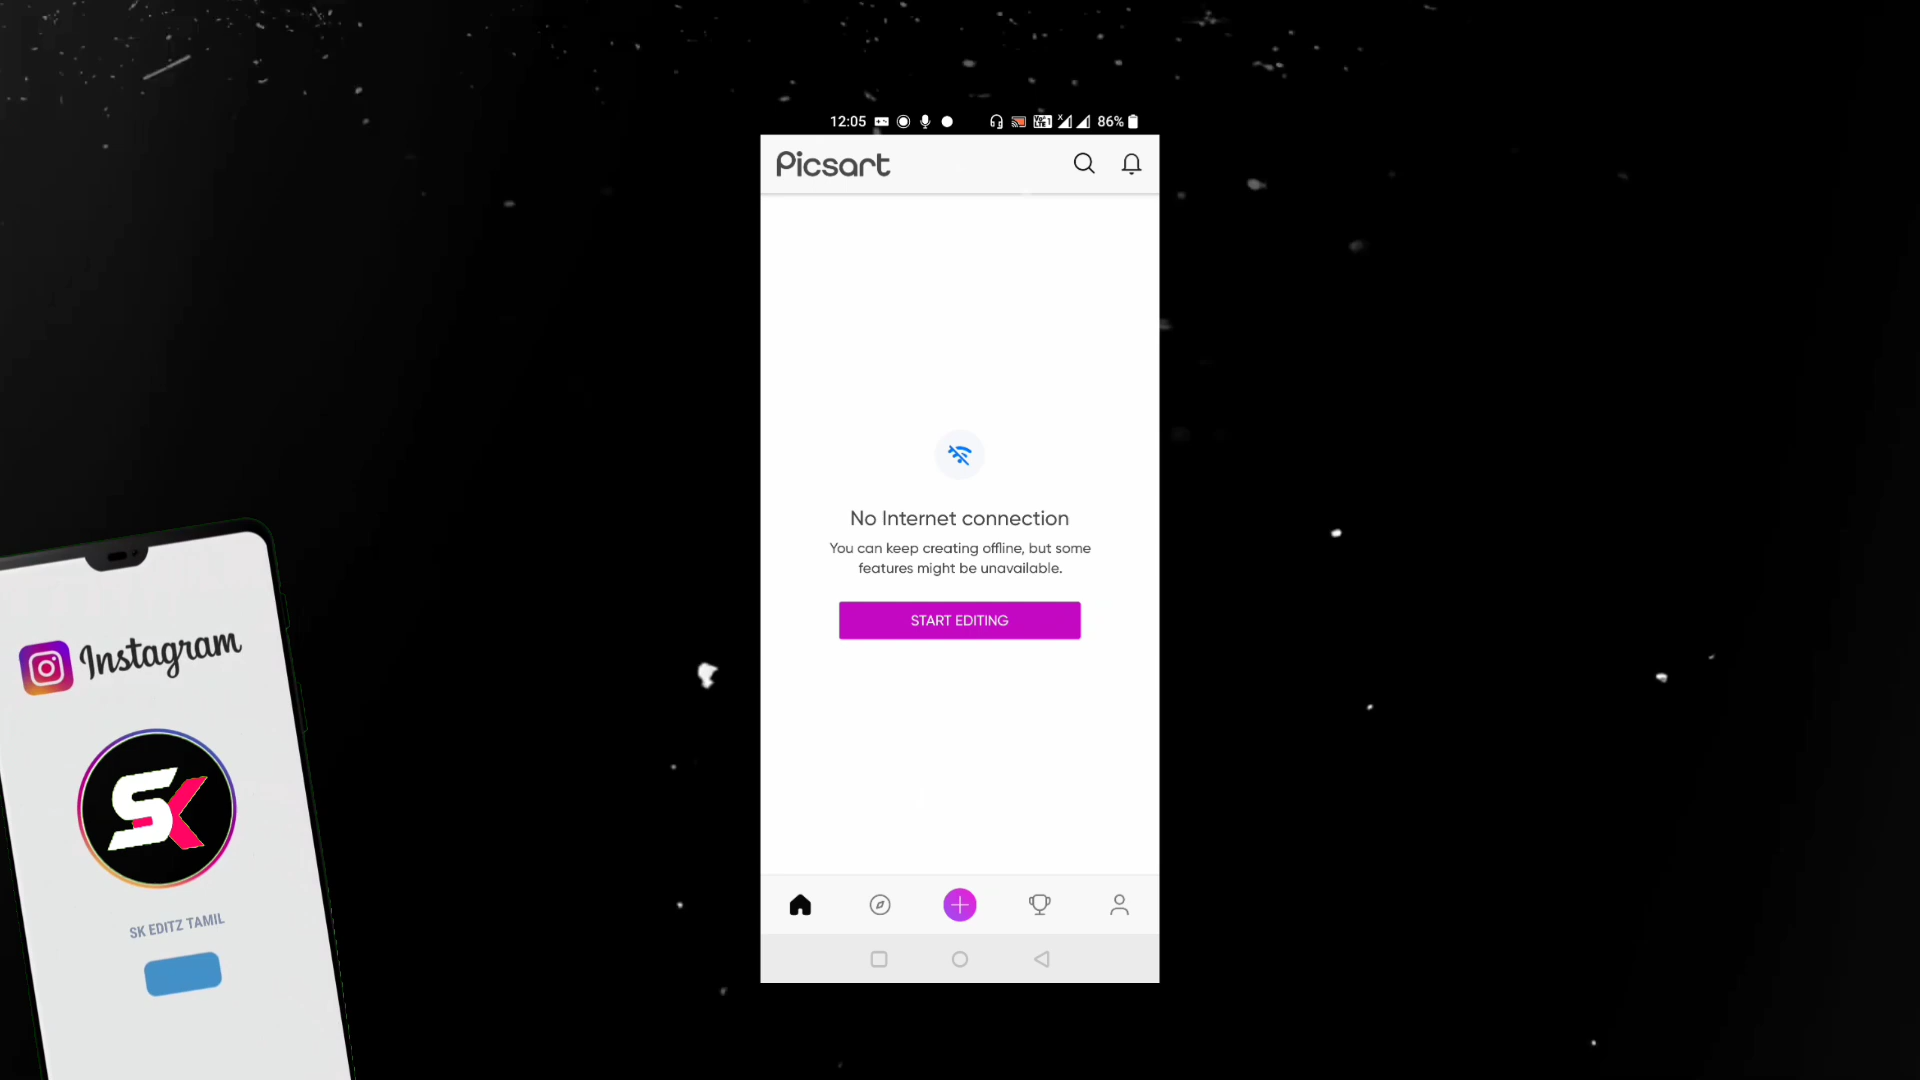 12:05
86%
Picsart
No Internet connection
You can keep creating offline, but some
features might be unavailable.
START EDITING
Instagram
SK
SK EDITZ TAMIL